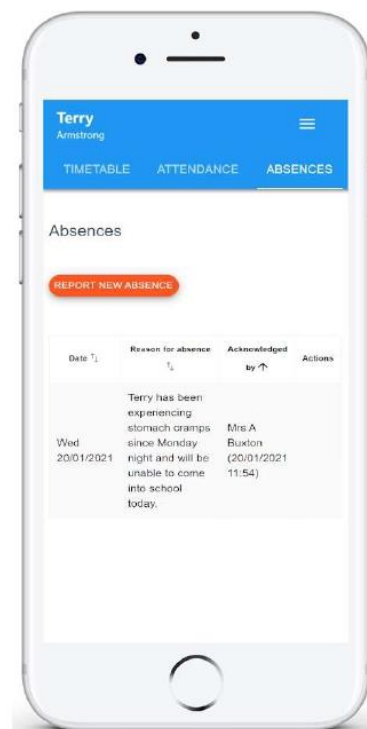 Terry
Armstrong
TIMETABLE ATTENDANCE ABSENCES
Absences
REPORT NEW ABSENCE
Date Reason for absence Acknowledged by Actions
Wed 20/01/2021
Terry has been
experiencing
stomach cramps
since Monday
night and will be
unable to come
into school
today.
Mrs A
Buxton
(20/01/2021
11:54)